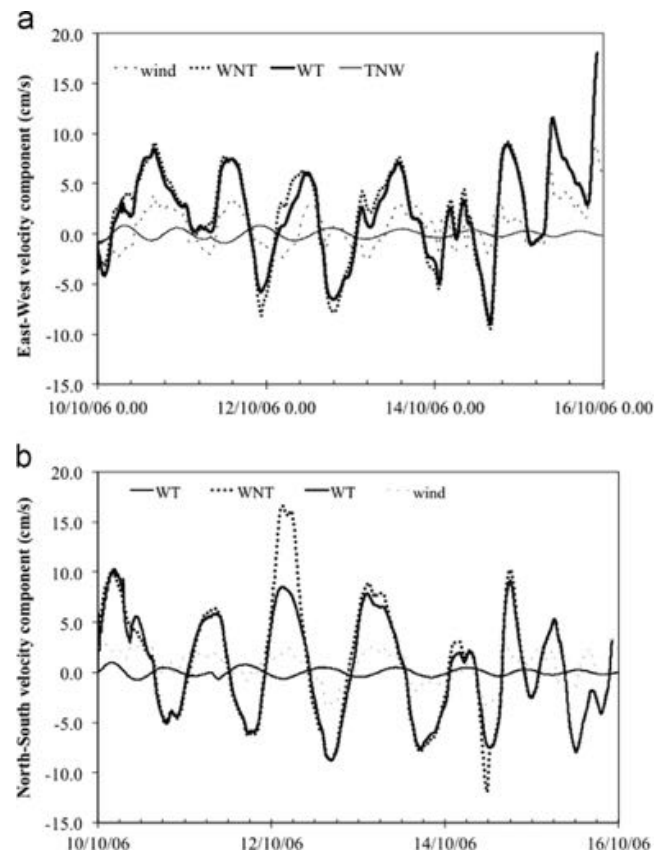 a
20.0
wind WNT WT TNW
15.0
10.0
5.0
0.0
-5.0
-10.0
-15.0
East-West velocity component (cm/s)
10/10/06 0.00 12/10/06 0.00 14/10/06 0.00 16/10/06 0.00
b
20.0
WT WNT WT wind
15.0
10.0
5.0
0.0
-5.0
-10.0
-15.0
North-South velocity component (cm/s)
10/10/06 12/10/06 14/10/06 16/10/06